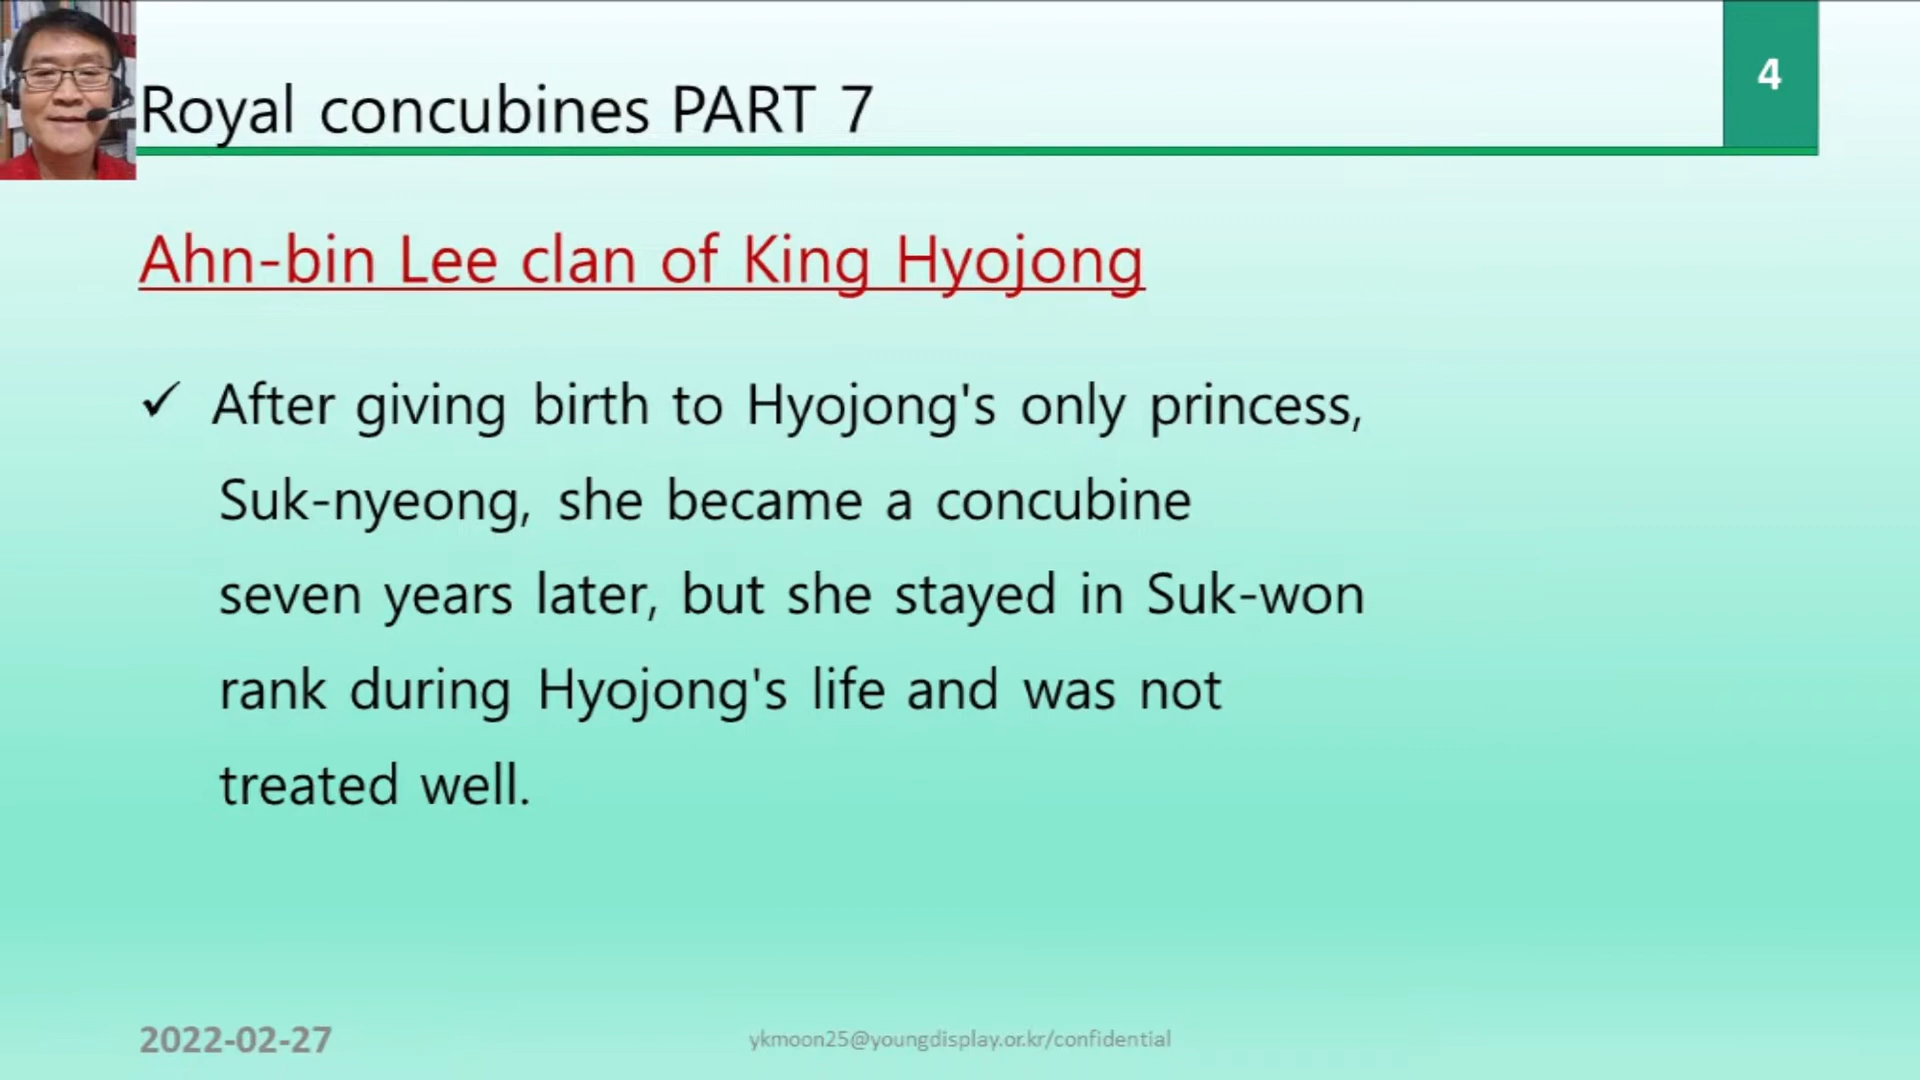 4
Royal concubines PART 7
Ahn-bin Lee clan of King Hyojong
✓ After giving birth to Hyojong's only princess,
Suk-nyeong, she became a concubine
seven years later, but she stayed in Suk-won
rank during Hyojong's life and was not
treated well.
2022-02-27
ykmoon25@youngdisplay.or.kr/confidential